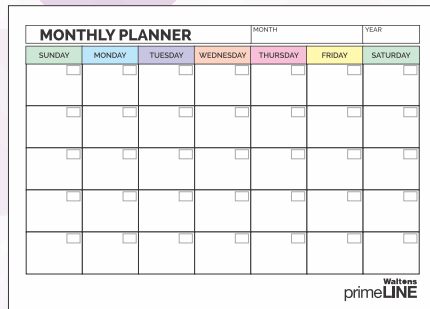 MONTHLY PLANNER MONTH YEAR
SUNDAY MONDAY TUESDAY WEDNESDAY THURSDAY FRIDAY SATURDAY
Waltons
primeLINE